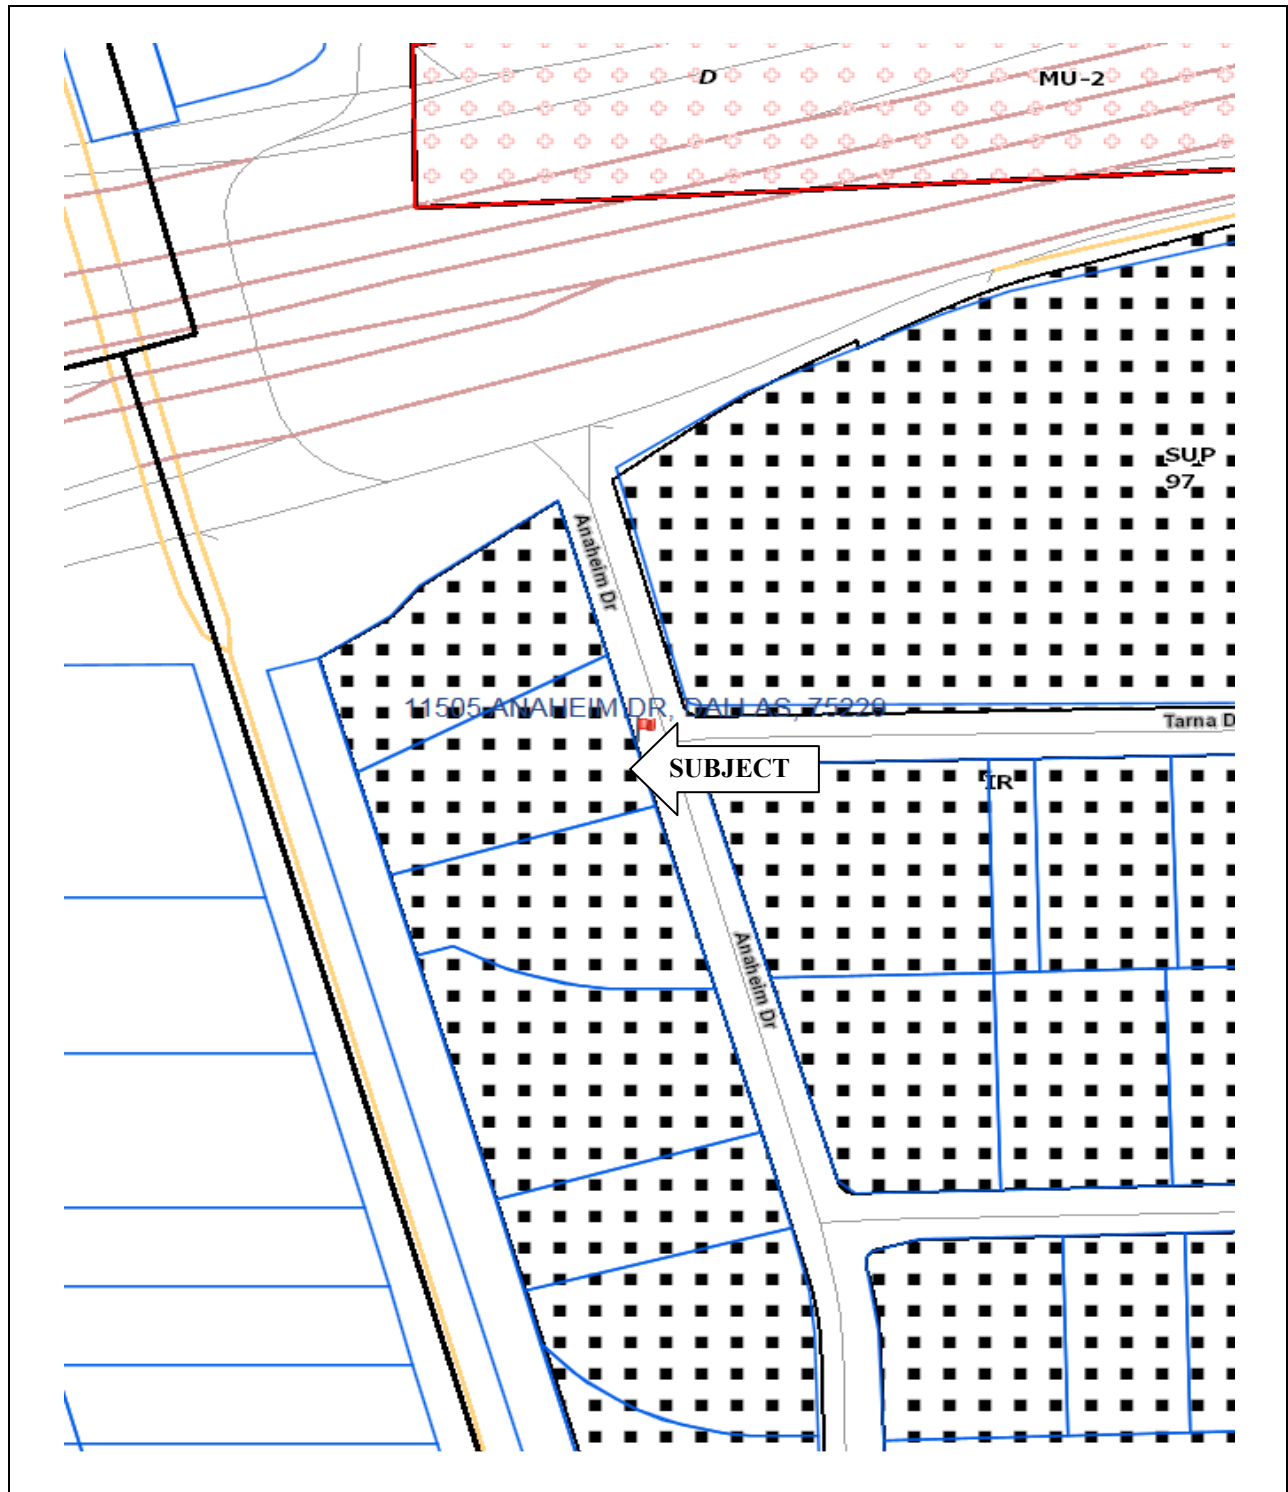 D
MU-2
SUP
97
Anaheim Dr
11505 ANAHEIM DR, DALLAS, 75229
Tarna D
SUBJECT
IR
Anaheim Dr